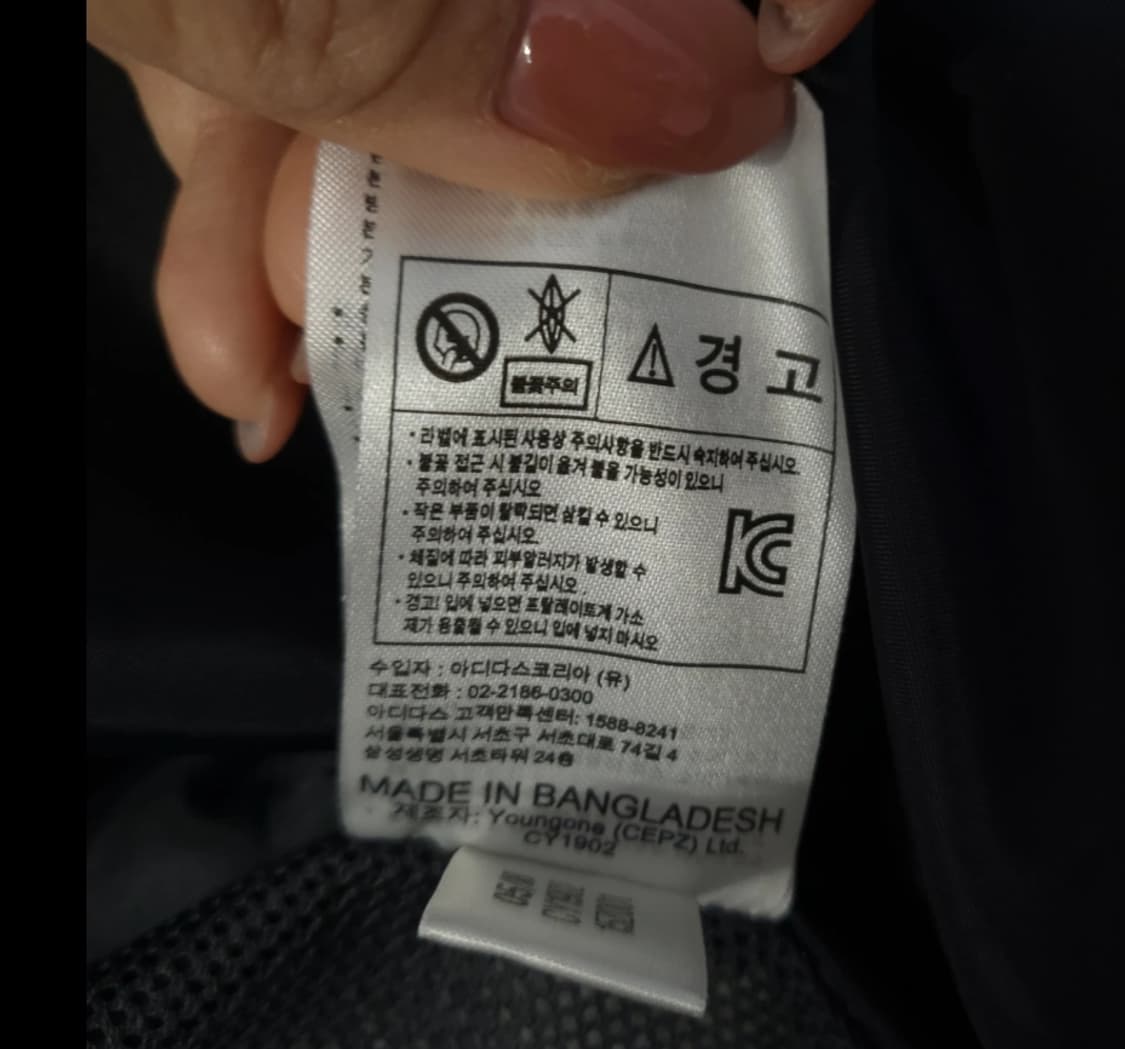 불꽃주의
경 고
• 라벨에 표시된 사용상 주의사항을 반드시 숙지하여 주십시오.
• 불꽃 접근 시 불길이 옮겨 붙을 가능성이 있으니
주의하여 주십시오
• 작은 부품이 탈락되면 삼킬 수 있으니
주의하여 주십시오.
• 체질에 따라 피부알러지가 발생할 수
있으니 주의하여 주십시오.
• 경고! 입에 넣으면 프탈레이트계 가소
제가 용출될 수 있으니 입에 넣지 마시오
KC
수입자 : 아디다스코리아 (유)
대표전화 : 02-2186-0300
아디다스 고객만족센터: 1588-8241
서울특별시 서초구 서초대로 74길 4
삼성생명 서초타워 24층
MADE IN BANGLADESH
제조자: Youngone (CEPZ) Ltd.
CY1902